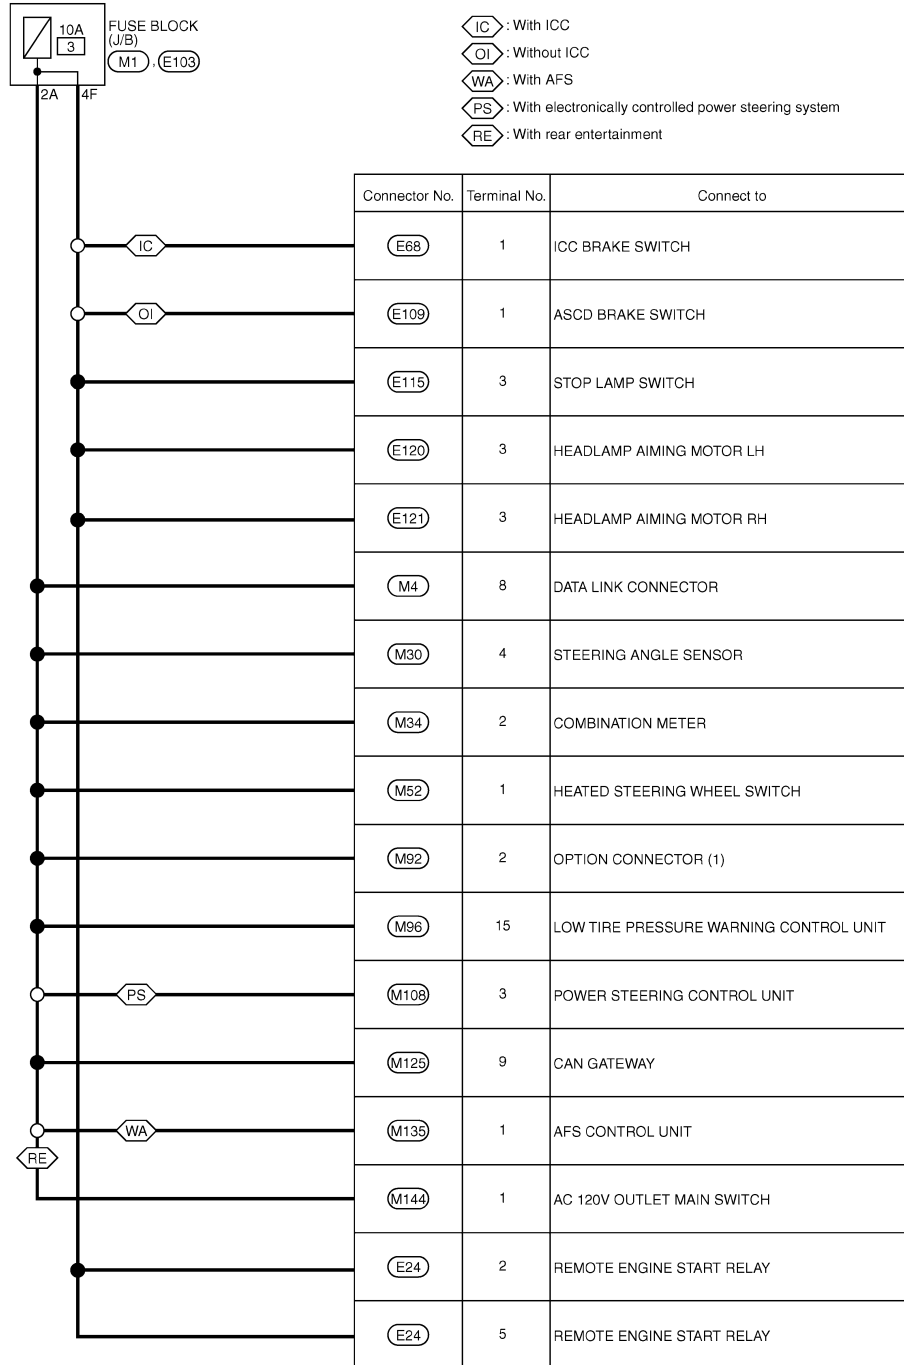 10A
3
FUSE BLOCK
(J/B)
M1 , E103
2A 4F
IC : With ICC
OI : Without ICC
WA : With AFS
PS : With electronically controlled power steering system
RE : With rear entertainment
Connector No. Terminal No. Connect to
IC E68 1 ICC BRAKE SWITCH
OI E109 1 ASCD BRAKE SWITCH
E115 3 STOP LAMP SWITCH
E120 3 HEADLAMP AIMING MOTOR LH
E121 3 HEADLAMP AIMING MOTOR RH
M4 8 DATA LINK CONNECTOR
M30 4 STEERING ANGLE SENSOR
M34 2 COMBINATION METER
M52 1 HEATED STEERING WHEEL SWITCH
M92 2 OPTION CONNECTOR (1)
M96 15 LOW TIRE PRESSURE WARNING CONTROL UNIT
PS M108 3 POWER STEERING CONTROL UNIT
M125 9 CAN GATEWAY
WA M135 1 AFS CONTROL UNIT
RE
M144 1 AC 120V OUTLET MAIN SWITCH
E24 2 REMOTE ENGINE START RELAY
E24 5 REMOTE ENGINE START RELAY